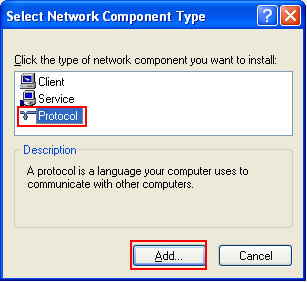 Select Network Component Type
Click the type of network component you want to install:
Client
Service
Protocol
Description
A protocol is a language your computer uses to
communicate with other computers.
Add...
Cancel